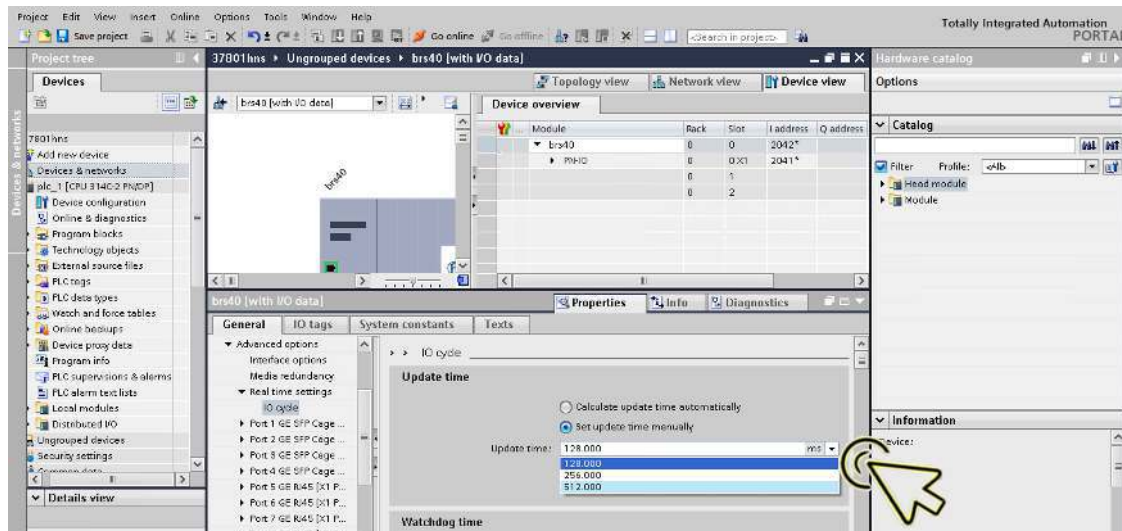 Project Edit View Insert Online Options Tools Window Help
Totally Integrated Automation
PORTAL
Save project Go online Go offline <Search in project>
Project tree
37801hns Ungrouped devices brs40 [with I/O data]
Hardware catalog
Devices
Topology view Network view Device view
Options
brs40 [with I/O data]
Device overview
Module Rack Slot I address Q address
brs40 0 0 2042*
PN-IO 0 0 X1 2041*
0 1
0 2
brs40
Catalog
Filter Profile: <All>
Head module
Module
Devices & networks
7801hns
Add new device
Devices & networks
plc_1 [CPU 314C-2 PN/DP]
Device configuration
Online & diagnostics
Program blocks
Technology objects
External source files
PLC tags
PLC data types
Watch and force tables
Online backups
Device proxy data
Program info
PLC supervisions & alarms
PLC alarm text lists
Local modules
Distributed I/O
Ungrouped devices
Security settings
Common data
Details view
brs40 [with I/O data]
Properties Info Diagnostics
General IO tags System constants Texts
Advanced options
Interface options
Media redundancy
Real time settings
IO cycle
Port 1 GE SFP Cage ...
Port 2 GE SFP Cage ...
Port 3 GE SFP Cage ...
Port 4 GE SFP Cage ...
Port 5 GE RJ45 [X1 P...
Port 6 GE RJ45 [X1 P...
Port 7 GE RJ45 [X1 P...
IO cycle
Update time
Calculate update time automatically
Set update time manually
Update time: 128.000 ms
128.000
256.000
512.000
Watchdog time
Information
Device: